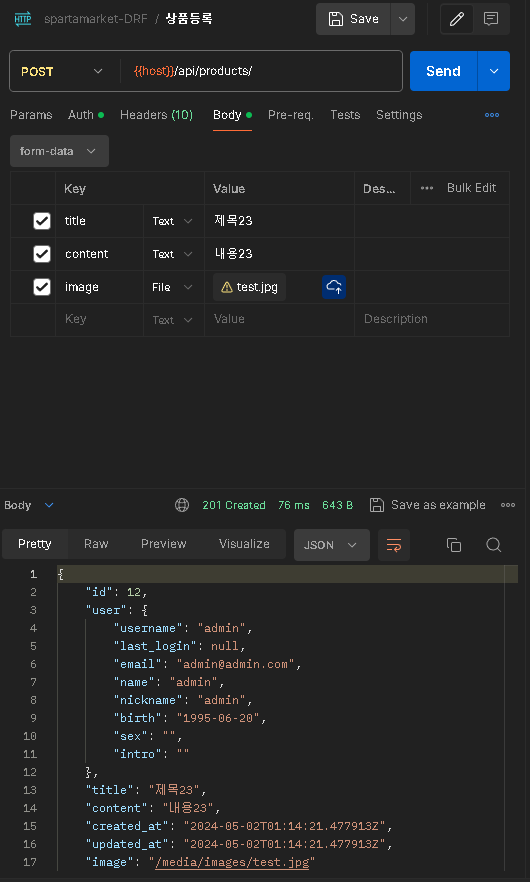 HTTP spartamarket-DRF / 상품등록 Save
POST {{host}}/api/products/ Send
Params Auth Headers (10) Body Pre-req. Tests Settings
form-data
Key Value Des... Bulk Edit
title Text 제목23
content Text 내용23
image File test.jpg
Key Text Value Description
Body 201 Created 76 ms 643 B Save as example
Pretty Raw Preview Visualize JSON
1 {
2 "id": 12,
3 "user": {
4 "username": "admin",
5 "last_login": null,
6 "email": "admin@admin.com",
7 "name": "admin",
8 "nickname": "admin",
9 "birth": "1995-06-20",
10 "sex": "",
11 "intro": ""
12 },
13 "title": "제목23",
14 "content": "내용23",
15 "created_at": "2024-05-02T01:14:21.477913Z",
16 "updated_at": "2024-05-02T01:14:21.477913Z",
17 "image": "/media/images/test.jpg"